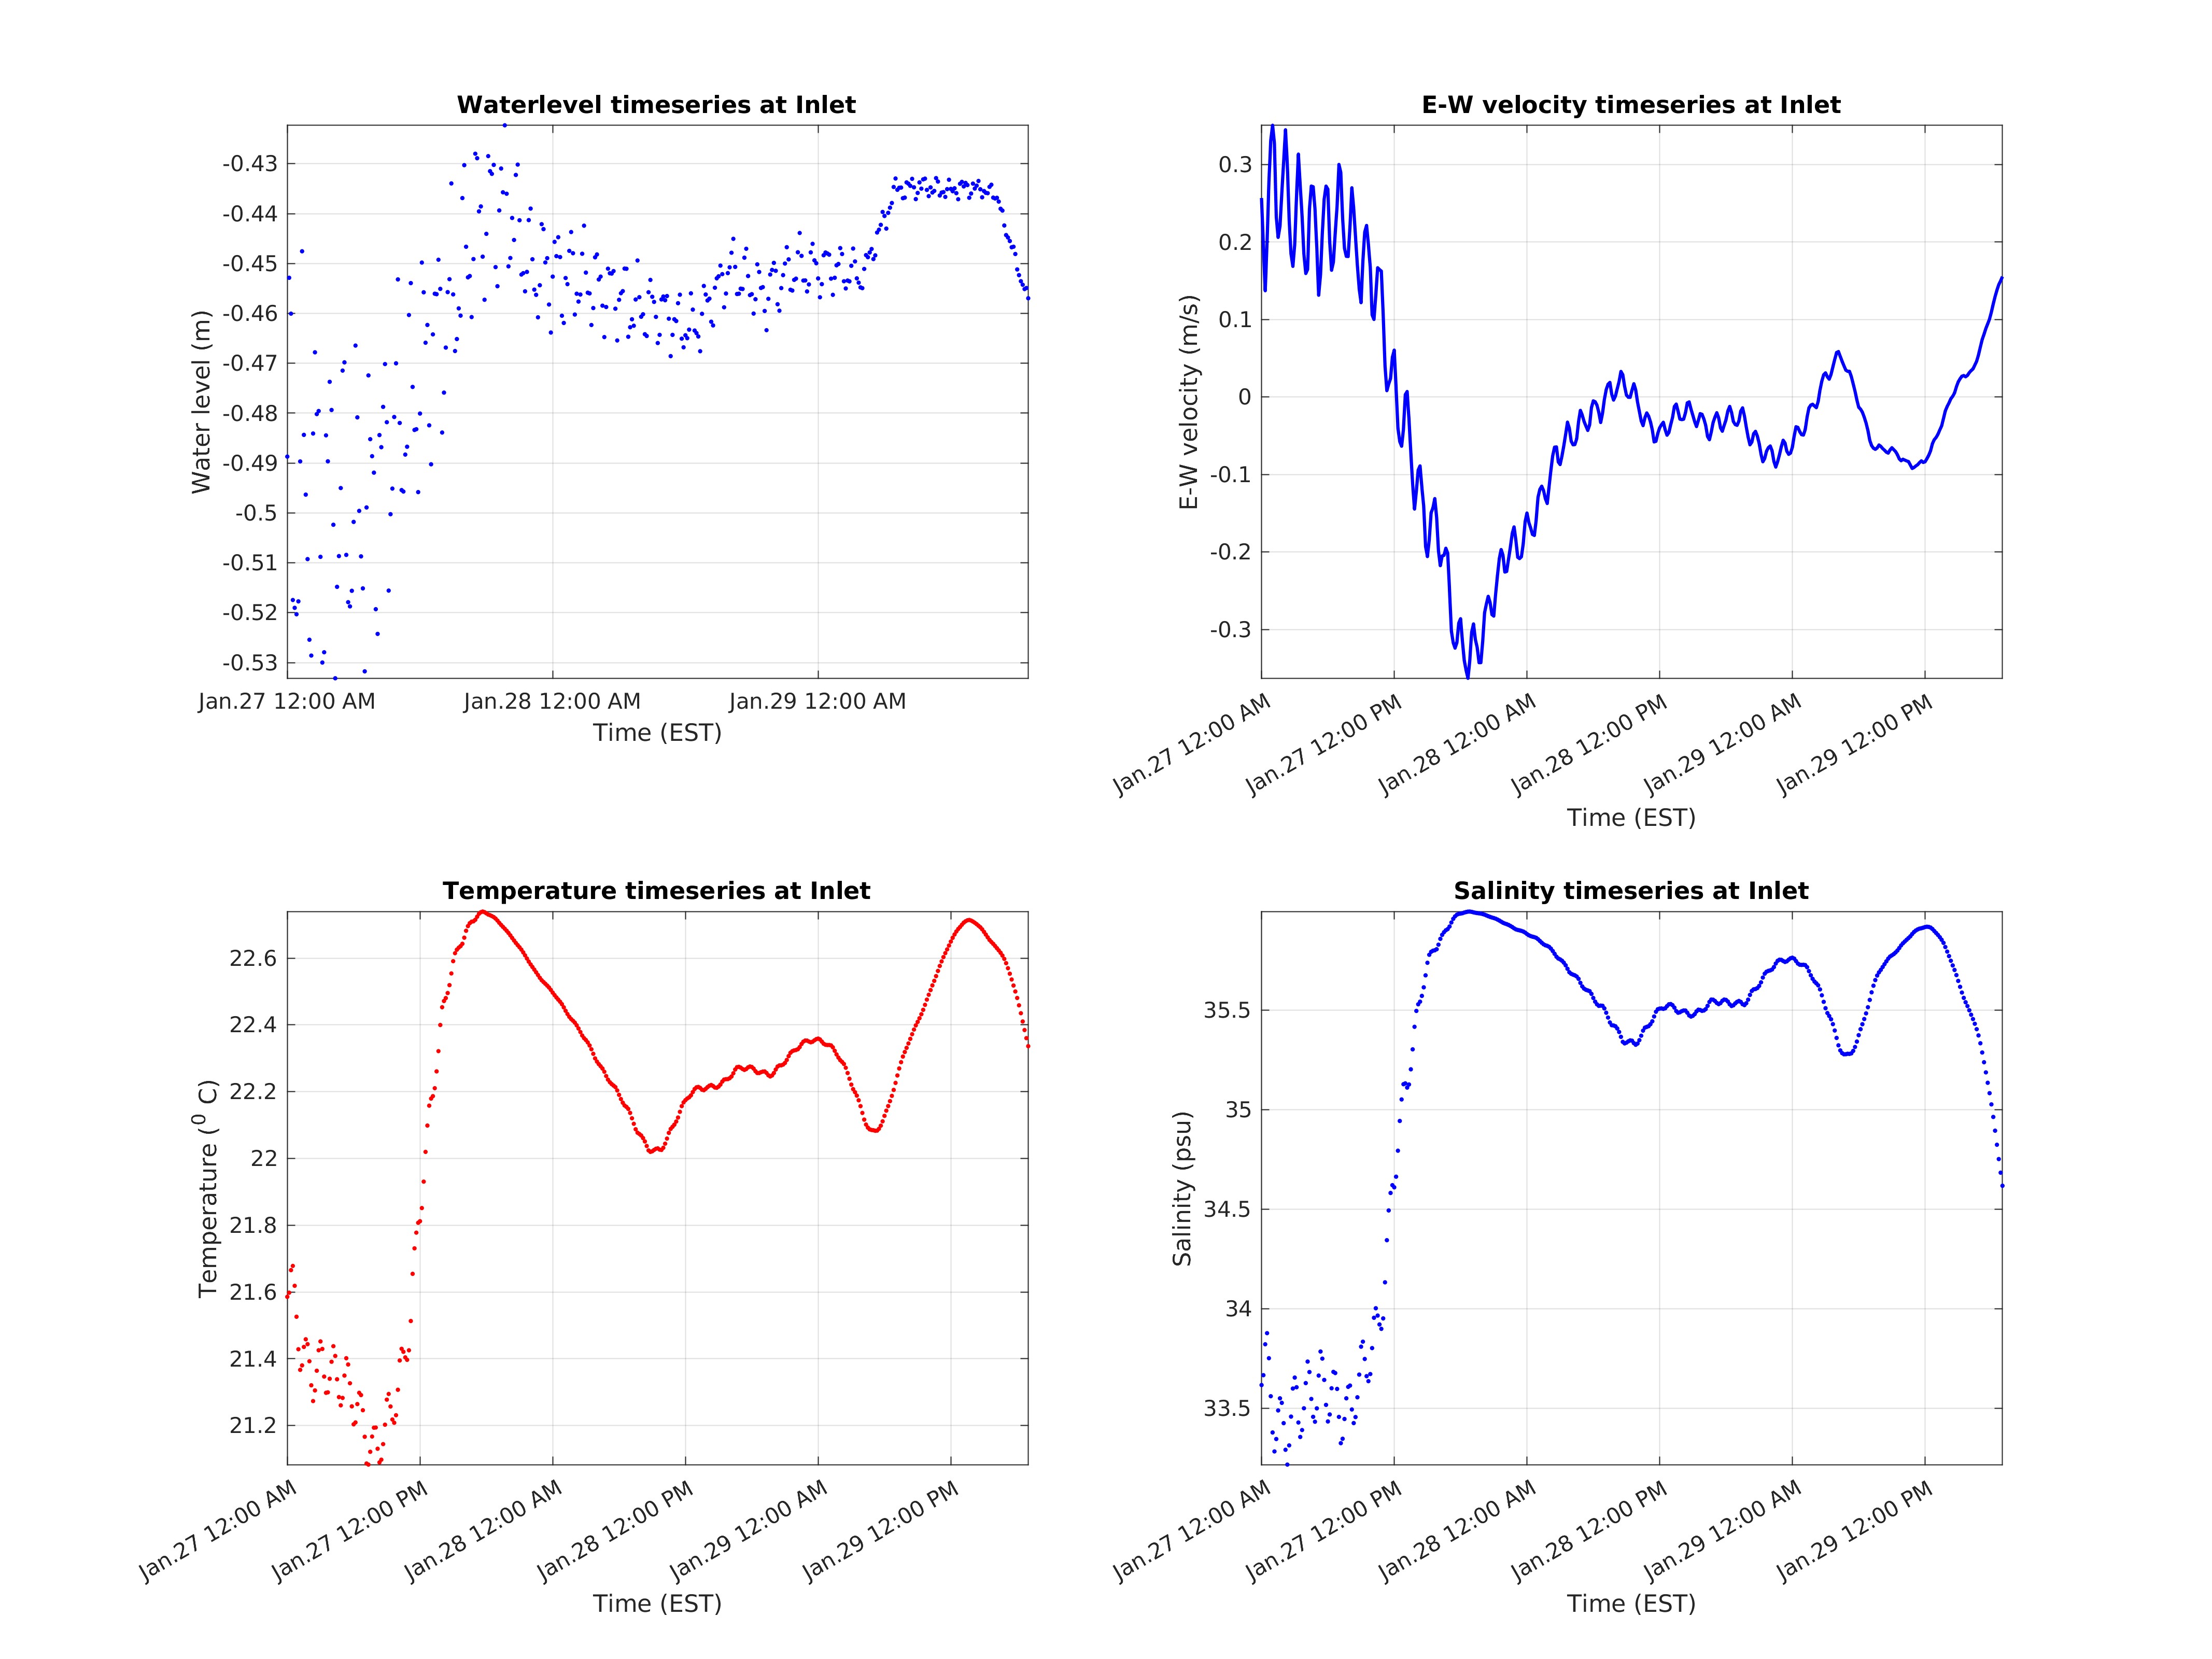 Waterlevel timeseries at Inlet
Water level (m)
-0.43
-0.44
-0.45
-0.46
-0.47
-0.48
-0.49
-0.5
-0.51
-0.52
-0.53
Jan.27 12:00 AM
Jan.28 12:00 AM
Jan.29 12:00 AM
Time (EST)
E-W velocity timeseries at Inlet
E-W velocity (m/s)
0.3
0.2
0.1
0
-0.1
-0.2
-0.3
Jan.27 12:00 AM
Jan.27 12:00 PM
Jan.28 12:00 AM
Jan.28 12:00 PM
Jan.29 12:00 AM
Jan.29 12:00 PM
Time (EST)
Temperature timeseries at Inlet
Temperature (⁰ C)
22.6
22.4
22.2
22
21.8
21.6
21.4
21.2
Jan.27 12:00 AM
Jan.27 12:00 PM
Jan.28 12:00 AM
Jan.28 12:00 PM
Jan.29 12:00 AM
Jan.29 12:00 PM
Time (EST)
Salinity timeseries at Inlet
Salinity (psu)
35.5
35
34.5
34
33.5
Jan.27 12:00 AM
Jan.27 12:00 PM
Jan.28 12:00 AM
Jan.28 12:00 PM
Jan.29 12:00 AM
Jan.29 12:00 PM
Time (EST)